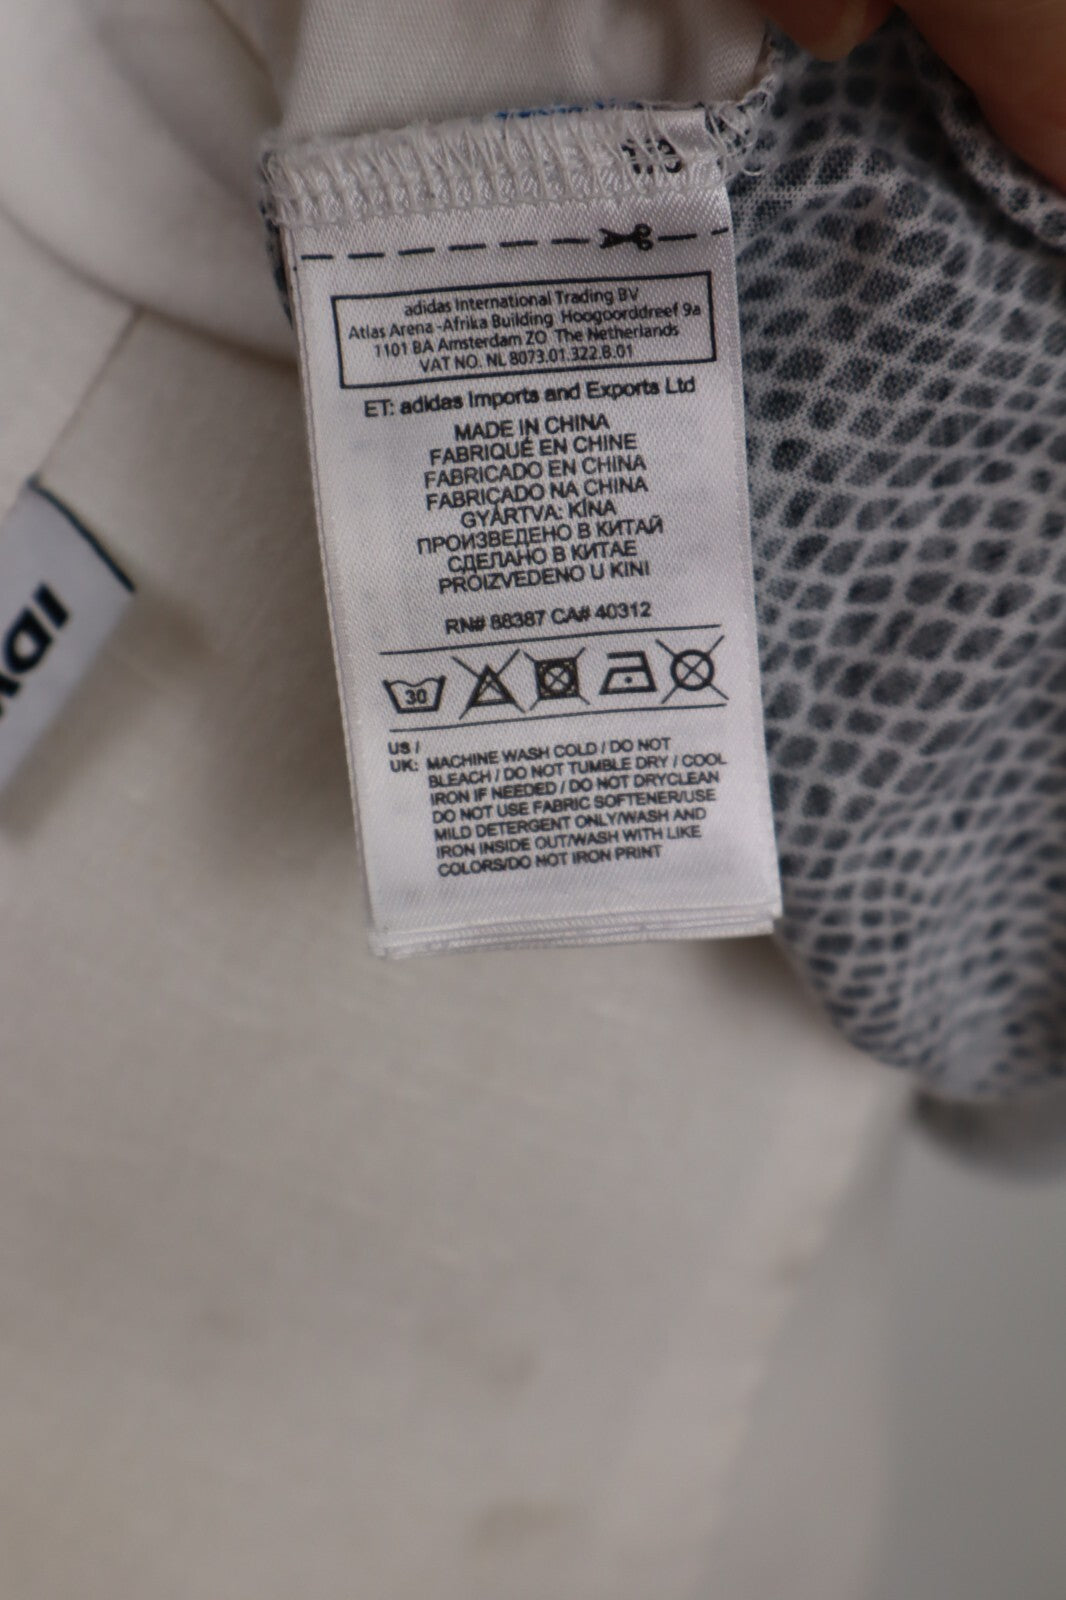 adidas International Trading BV
Atlas Arena -Afrika Building Hoogoorddreef 9a
1101 BA Amsterdam ZO The Netherlands
VAT NO. NL 8073.01.322.B.01
ET: adidas Imports and Exports Ltd
MADE IN CHINA
FABRIQUÉ EN CHINE
FABRICADO EN CHINA
FABRICADO NA CHINA
GYÁRTVA: KÍNA
ПРОИЗВЕДЕНО В КИТАЙ
СДЕЛАНО В КИТАЕ
PROIZVEDENO U KINI
RN# 88387 CA# 40312
30
US /
UK: MACHINE WASH COLD / DO NOT
BLEACH / DO NOT TUMBLE DRY / COOL
IRON IF NEEDED / DO NOT DRYCLEAN
DO NOT USE FABRIC SOFTENER/USE
MILD DETERGENT ONLY/WASH AND
IRON INSIDE OUT/WASH WITH LIKE
COLORS/DO NOT IRON PRINT